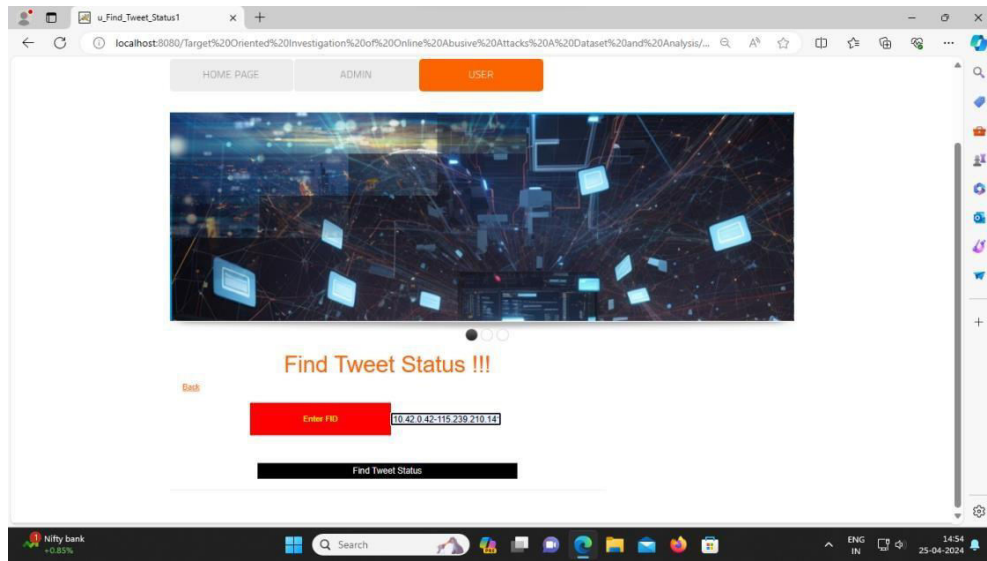 u_Find_Tweet_Status1
localhost:8080/Target%20Oriented%20Investigation%20of%20Online%20Abusive%20Attacks%20A%20Dataset%20and%20Analysis/...
HOME PAGE ADMIN USER
Find Tweet Status !!!
Back
Enter FID 10.42.0.42-115.239.210.14
Find Tweet Status
1 Nifty bank
+0.85%
Search
ENG
IN
14:54
25-04-2024